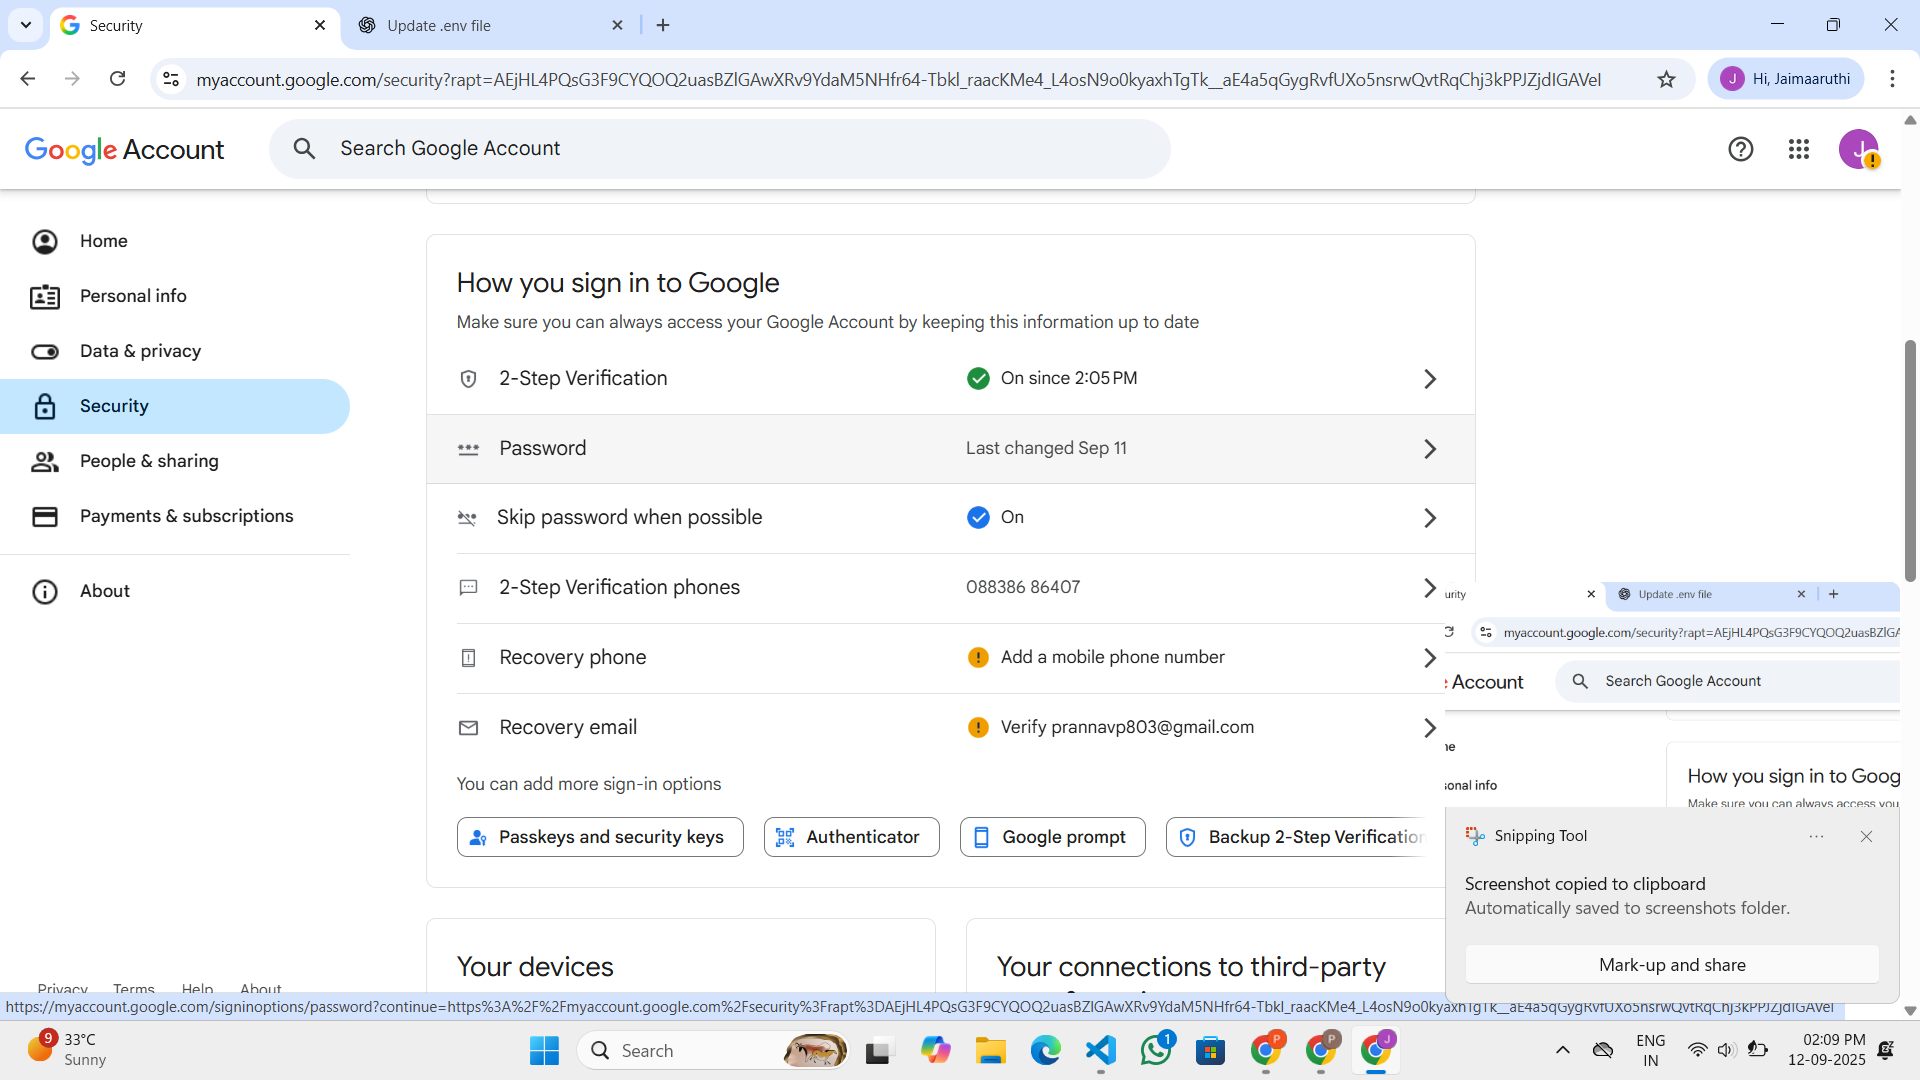 Security
Update .env file
myaccount.google.com/security?rapt=AEjHL4PQsG3F9CYQOQ2uasBZlGAwXRv9YdaM5NHfr64-Tbkl_raacKMe4_L4osN9o0kyaxhTgTk__aE4a5qGygRvfUXo5nsrwQvtRqChj3kPPJZjdIGAVeI
J Hi, Jaimaaruthi
Google Account
Search Google Account
J
Home
Personal info
Data & privacy
Security
People & sharing
Payments & subscriptions
About
How you sign in to Google
Make sure you can always access your Google Account by keeping this information up to date
2-Step Verification
On since 2:05 PM
Password
Last changed Sep 11
Skip password when possible
On
2-Step Verification phones
088386 86407
Recovery phone
Add a mobile phone number
Recovery email
Verify prannavp803@gmail.com
You can add more sign-in options
Passkeys and security keys
Authenticator
Google prompt
Backup 2-Step Verification
Your devices
Your connections to third-party
Privacy Terms Help About
urity
Update .env file
myaccount.google.com/security?rapt=AEjHL4PQsG3F9CYQOQ2uasBZlGA
Account
Search Google Account
ne
sonal info
How you sign in to Goog
Make sure you can always access you
Snipping Tool
Screenshot copied to clipboard
Automatically saved to screenshots folder.
Mark-up and share
https://myaccount.google.com/signinoptions/password?continue=https%3A%2F%2Fmyaccount.google.com%2Fsecurity%3Frapt%3DAEjHL4PQsG3F9CYQOQ2uasBZlGAwXRv9YdaM5NHfr64-Tbkl_raacKMe4_L4osN9o0kyaxhTgTk__aE4a5qGygRvfUXo5nsrwQvtRqChj3kPPJZjdIGAVeI
9
33°C
Sunny
Search
1
P
P
J
ENG
IN
02:09 PM
12-09-2025